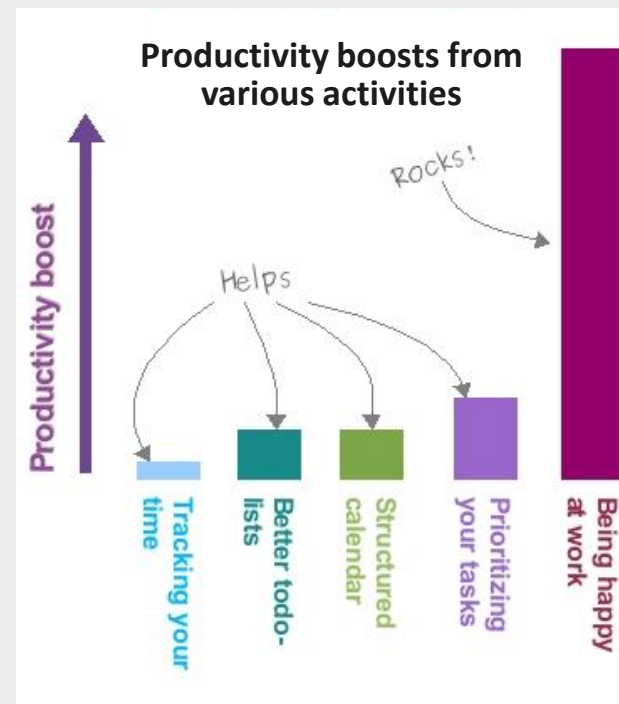 Productivity boosts from
various activities
Rocks!
Helps
Productivity boost
Tracking your
time
Better todo-
lists
Structured
calendar
Prioritizing
your tasks
Being happy
at work